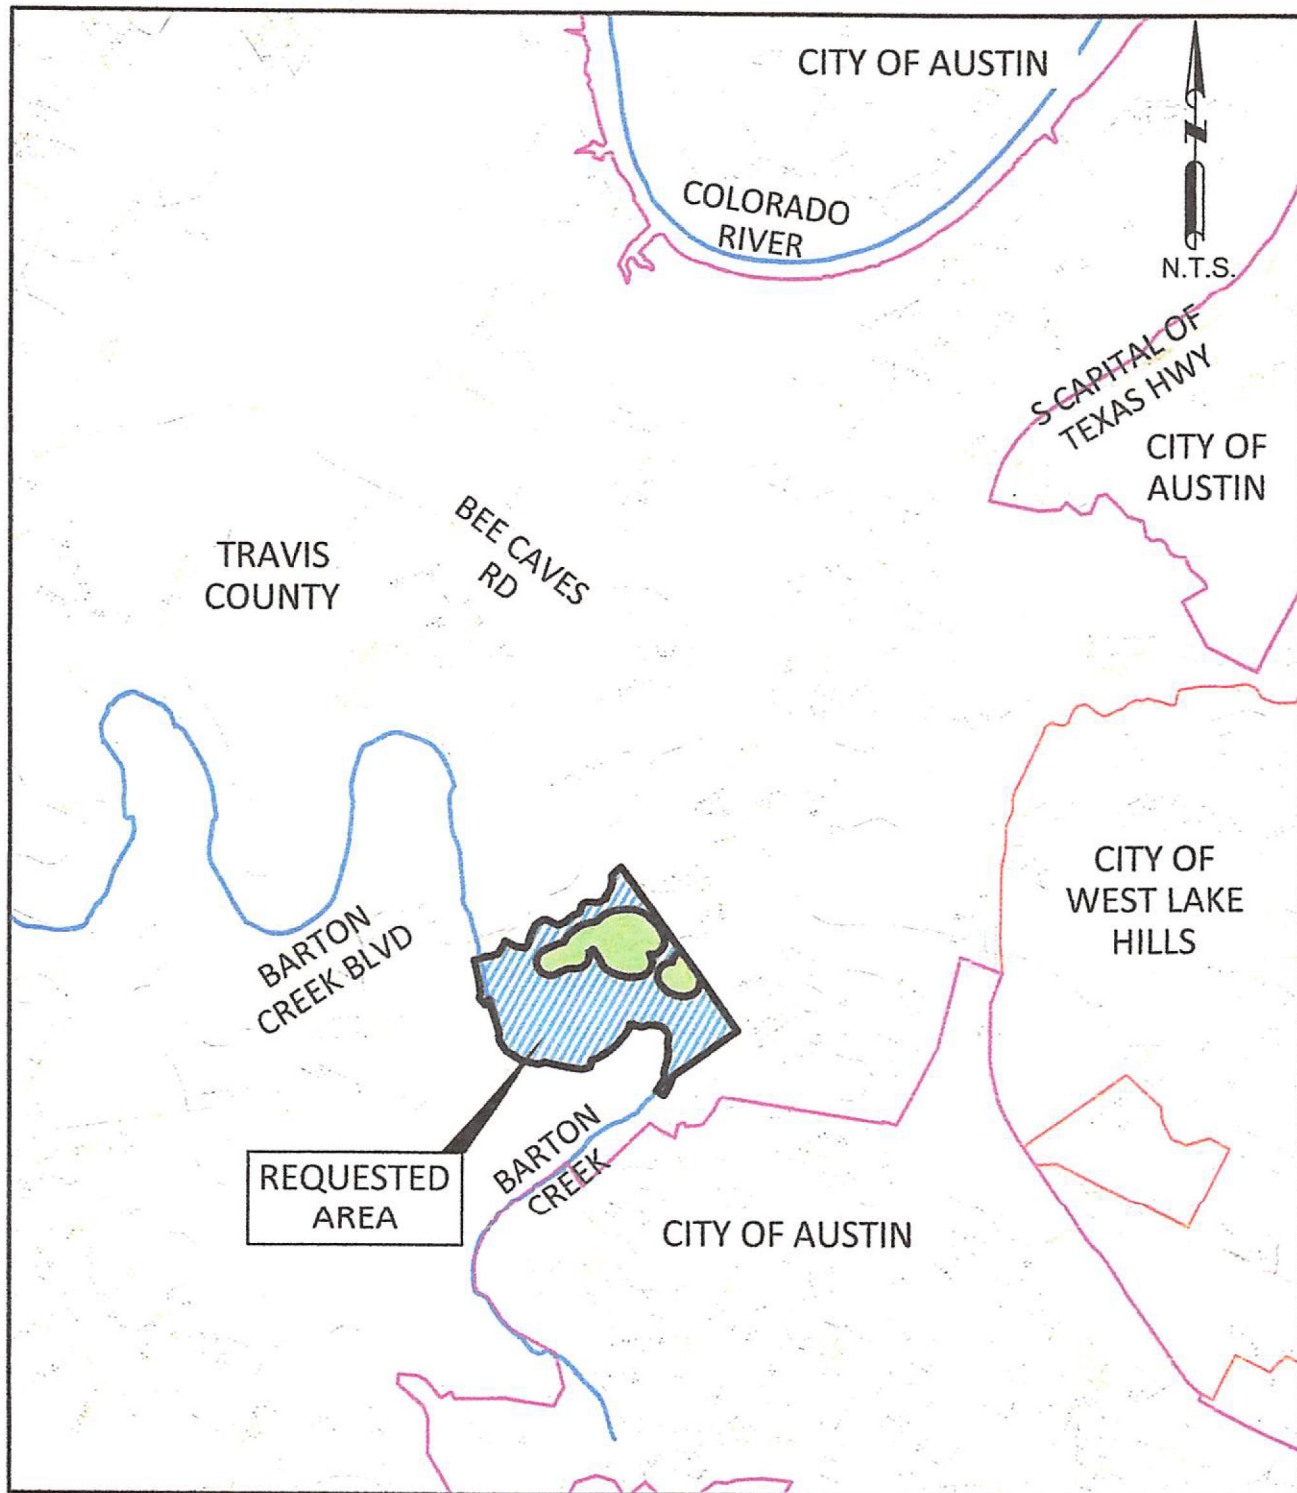 CITY OF AUSTIN
COLORADO
RIVER
N
N.T.S.
S CAPITAL OF
TEXAS HWY
CITY OF
AUSTIN
BEE CAVES
RD
TRAVIS
COUNTY
CITY OF
WEST LAKE
HILLS
BARTON
CREEK BLVD
BARTON
CREEK
REQUESTED
AREA
CITY OF AUSTIN